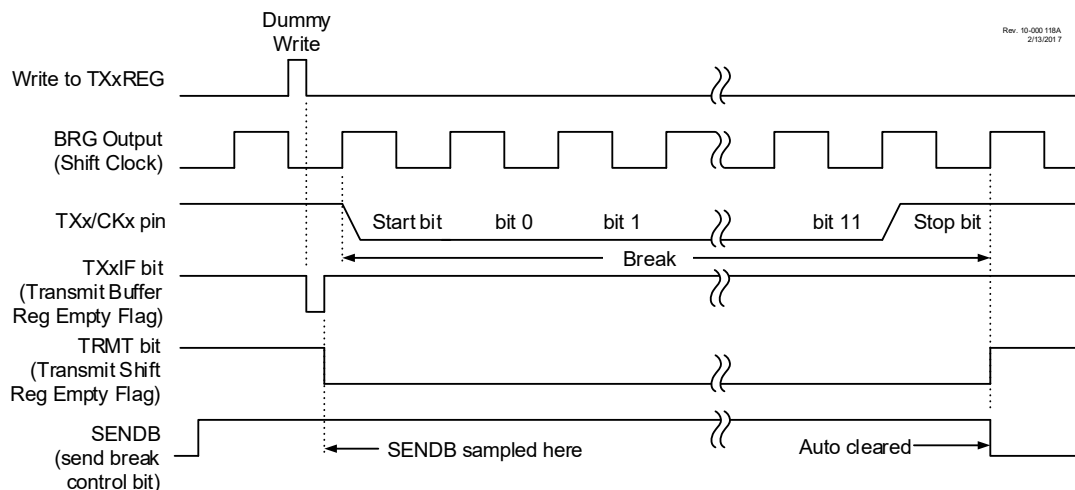 Dummy
Write
Rev. 10-000 118A
2/13/201 7
Write to TXxREG
BRG Output
(Shift Clock)
TXx/CKx pin
Start bit
bit 0
bit 1
bit 11
Stop bit
Break
TXxIF bit
(Transmit Buffer
Reg Empty Flag)
TRMT bit
(Transmit Shift
Reg Empty Flag)
SENDB
(send break
control bit)
SENDB sampled here
Auto cleared